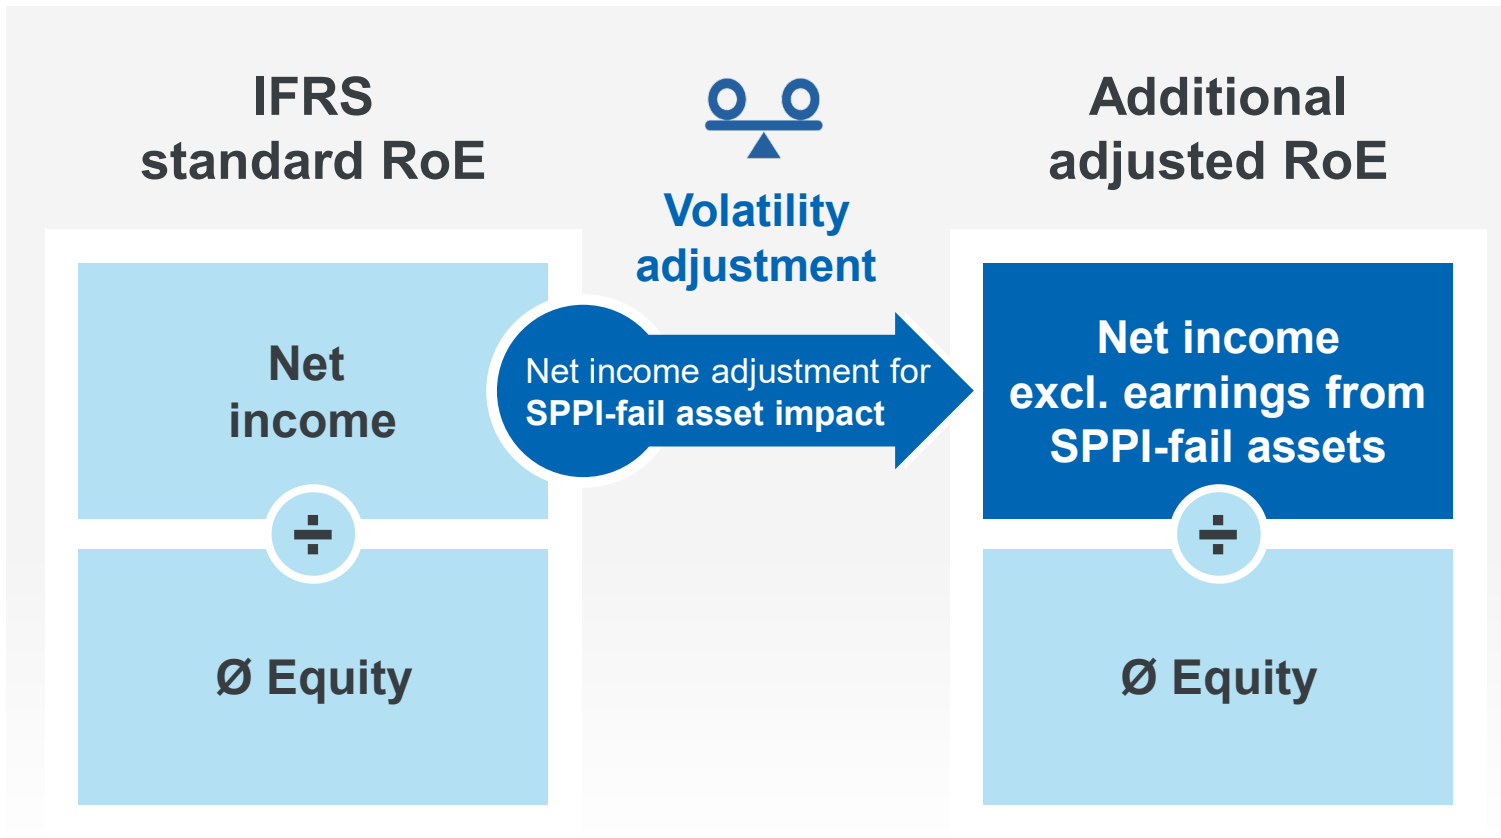 IFRS
standard RoE
Net
income
÷
Ø Equity
Volatility
adjustment
Net income adjustment for
SPPI-fail asset impact
Additional
adjusted RoE
Net income
excl. earnings from
SPPI-fail assets
÷
Ø Equity